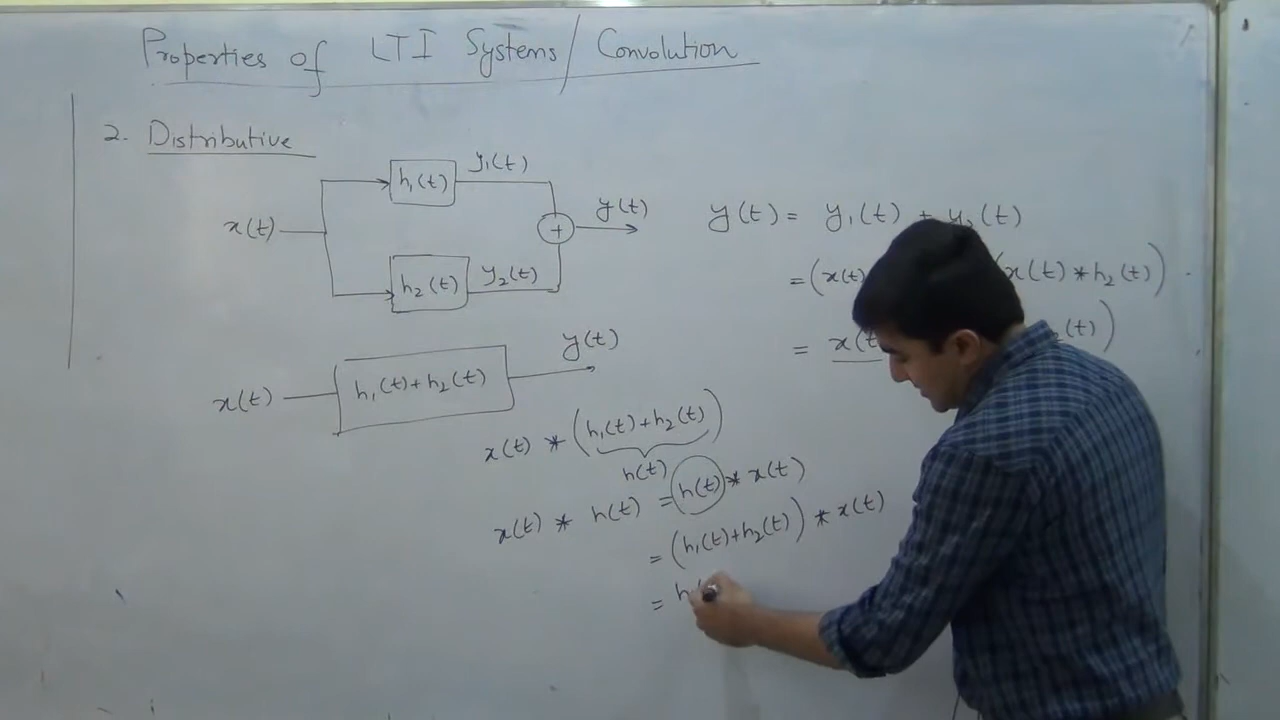 Properties of LTI Systems/Convolution
2. Distributive
x(t)
h₁(t)
y₁(t)
h₂(t)
y₂(t)
+
y(t)
y(t) = y₁(t) + y₂(t)
=(x(t) (x(t)*h₂(t))
= x(t ₂(t))
x(t)
h₁(t)+h₂(t)
y(t)
x(t) * (h₁(t)+h₂(t))
h(t)
x(t) * h(t) = h(t) * x(t)
= (h₁(t)+h₂(t)) * x(t)
= h